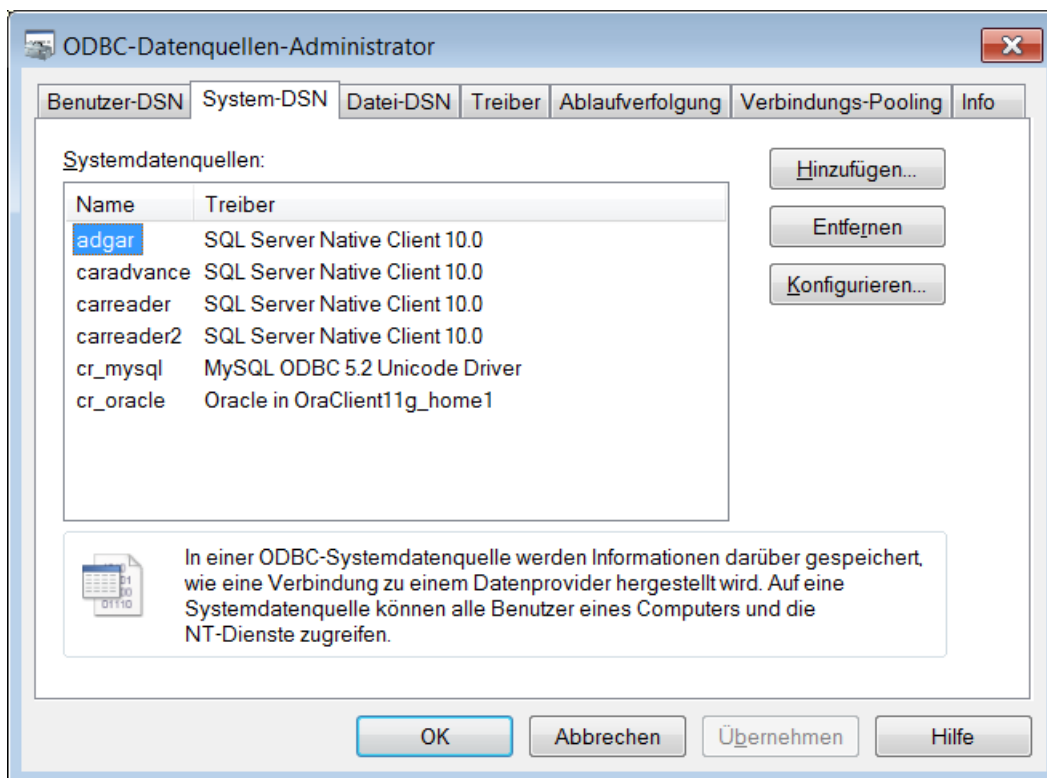 ODBC-Datenquellen-Administrator
Benutzer-DSN System-DSN Datei-DSN Treiber Ablaufverfolgung Verbindungs-Pooling Info
Systemdatenquellen:
Name Treiber
adgar SQL Server Native Client 10.0
caradvance SQL Server Native Client 10.0
carreader SQL Server Native Client 10.0
carreader2 SQL Server Native Client 10.0
cr_mysql MySQL ODBC 5.2 Unicode Driver
cr_oracle Oracle in OraClient11g_home1
Hinzufügen...
Entfernen
Konfigurieren...
In einer ODBC-Systemdatenquelle werden Informationen darüber gespeichert,
wie eine Verbindung zu einem Datenprovider hergestellt wird. Auf eine
Systemdatenquelle können alle Benutzer eines Computers und die
NT-Dienste zugreifen.
OK Abbrechen Übernehmen Hilfe